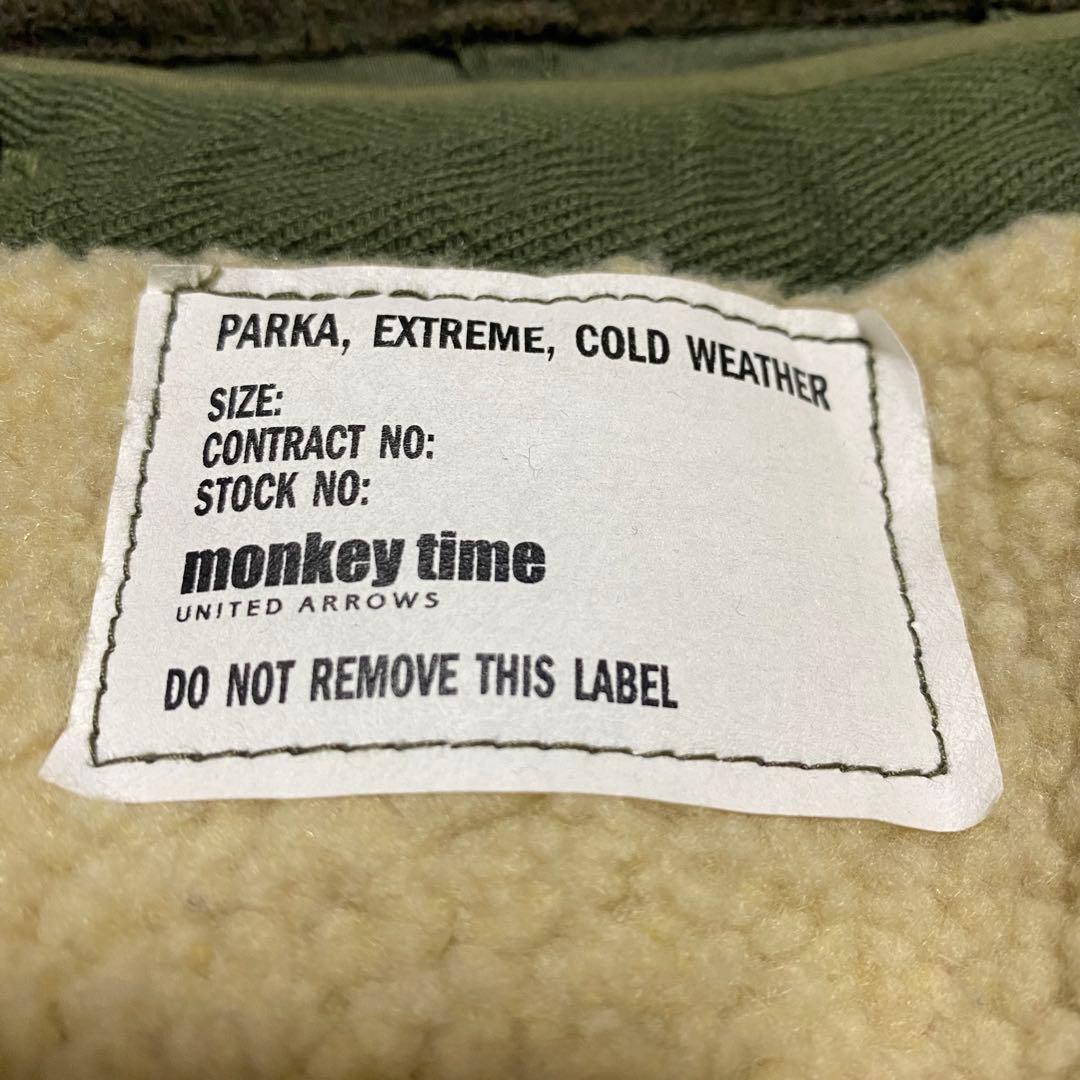 PARKA, EXTREME, COLD WEATHER
SIZE:
CONTRACT NO:
STOCK NO:
monkey time
UNITED ARROWS
DO NOT REMOVE THIS LABEL